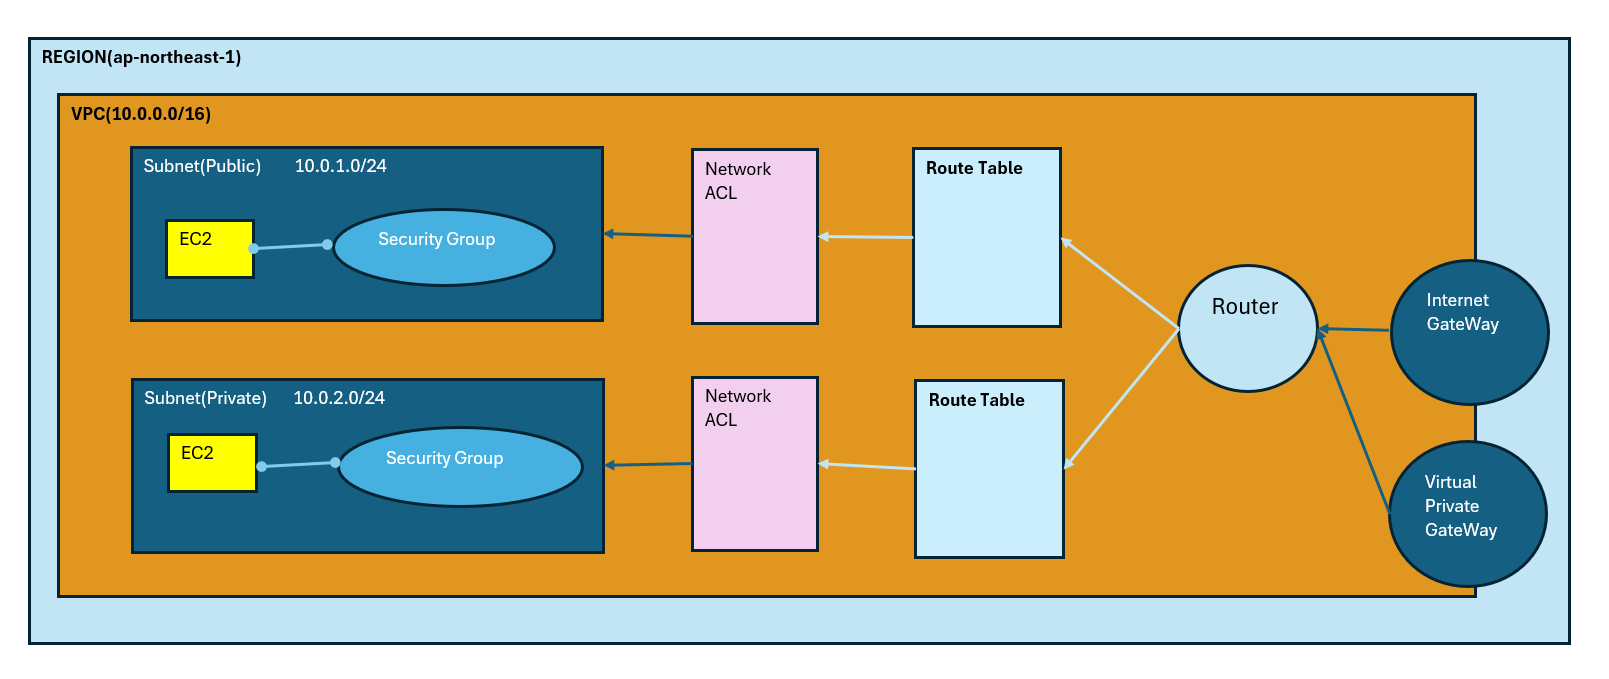 REGION(ap-northeast-1)
VPC(10.0.0.0/16)
Subnet(Public) 10.0.1.0/24
EC2
Security Group
Network
ACL
Route Table
Subnet(Private) 10.0.2.0/24
EC2
Security Group
Network
ACL
Route Table
Router
Internet
GateWay
Virtual
Private
GateWay